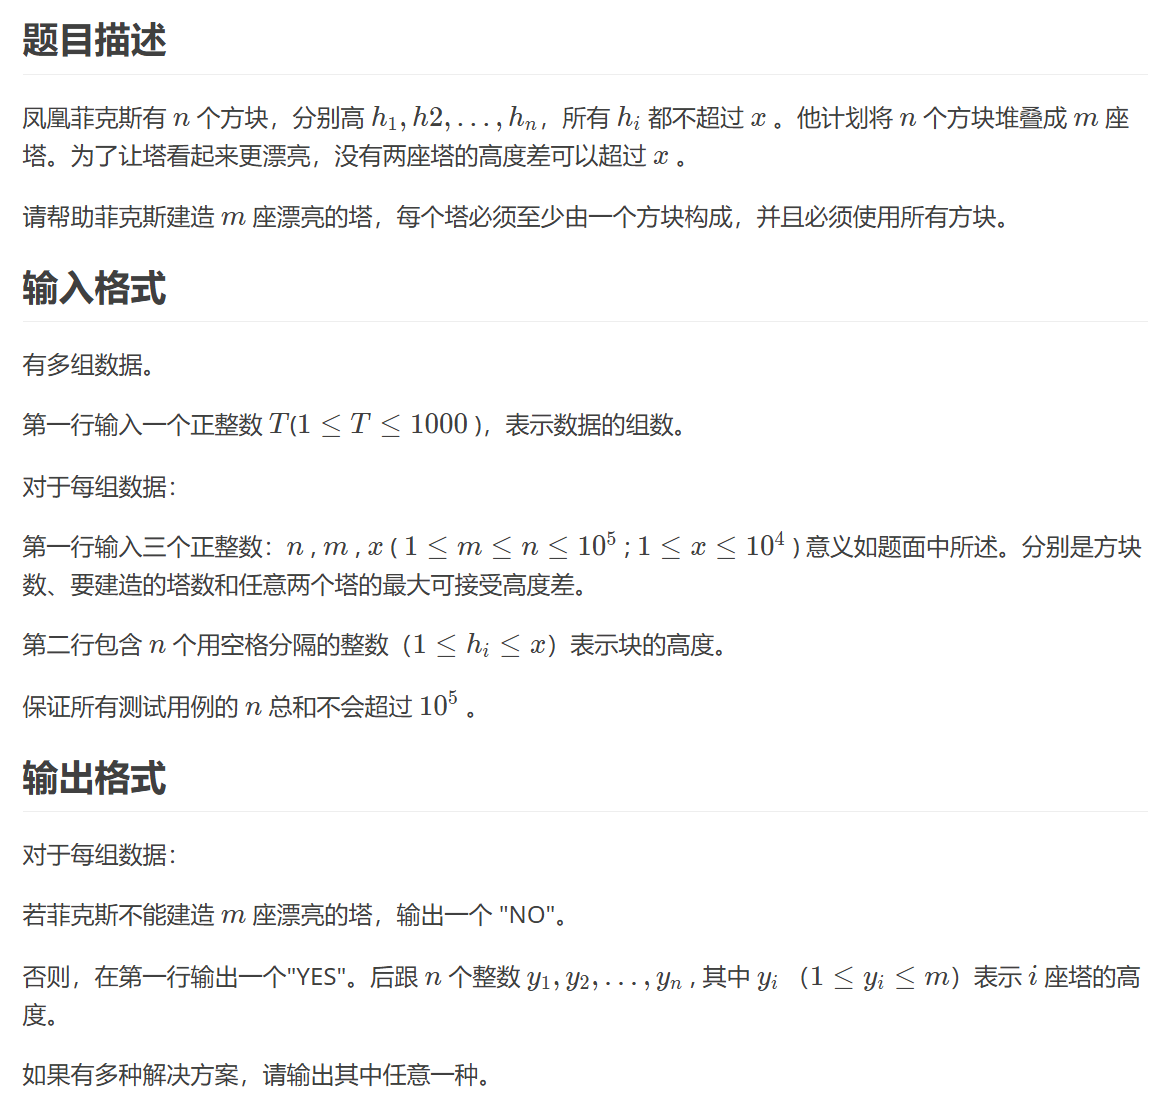 题目描述
凤凰菲克斯有 $n$ 个方块，分别高 $h_1, h2, \ldots, h_n$，所有 $h_i$ 都不超过 $x$ 。他计划将 $n$ 个方块堆叠成 $m$ 座
塔。为了让塔看起来更漂亮，没有两座塔的高度差可以超过 $x$ 。
请帮助菲克斯建造 $m$ 座漂亮的塔，每个塔必须至少由一个方块构成，并且必须使用所有方块。
输入格式
有多组数据。
第一行输入一个正整数 $T$($1 \le T \le 1000$ )，表示数据的组数。
对于每组数据：
第一行输入三个正整数：$n$ , $m$ , $x$ ( $1 \le m \le n \le 10^5$ ; $1 \le x \le 10^4$ ) 意义如题面中所述。分别是方块
数、要建造的塔数和任意两个塔的最大可接受高度差。
第二行包含 $n$ 个用空格分隔的整数（$1 \le h_i \le x$）表示块的高度。
保证所有测试用例的 $n$ 总和不会超过 $10^5$ 。
输出格式
对于每组数据：
若菲克斯不能建造 $m$ 座漂亮的塔，输出一个 "NO"。
否则，在第一行输出一个"YES"。后跟 $n$ 个整数 $y_1, y_2, \ldots, y_n$ , 其中 $y_i$ （$1 \le y_i \le m$）表示 $i$ 座塔的高
度。
如果有多种解决方案，请输出其中任意一种。